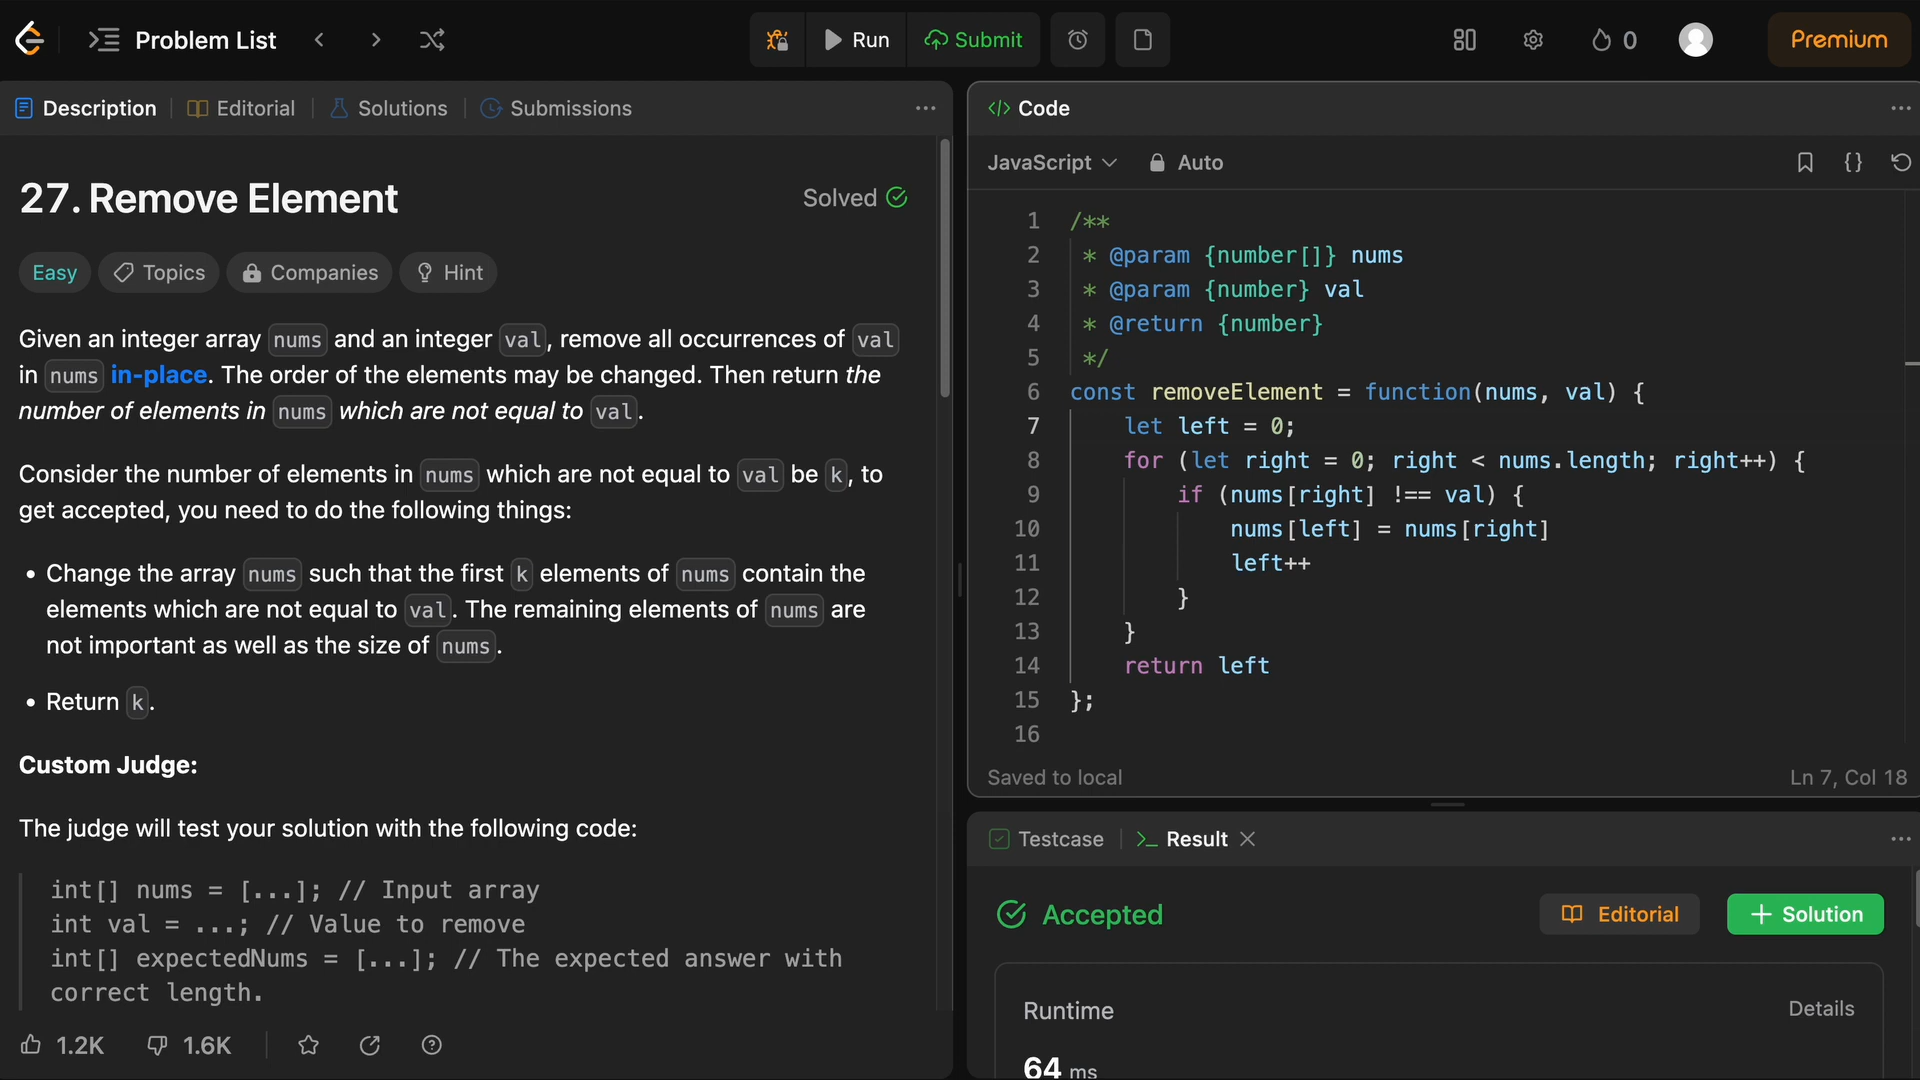 Problem List
Run
Submit
0
Premium
Description
Editorial
Solutions
Submissions
27. Remove Element
Solved
Easy
Topics
Companies
Hint
Given an integer array nums and an integer val, remove all occurrences of val
in nums in-place. The order of the elements may be changed. Then return the
number of elements in nums which are not equal to val.
Consider the number of elements in nums which are not equal to val be k, to
get accepted, you need to do the following things:
• Change the array nums such that the first k elements of nums contain the
elements which are not equal to val. The remaining elements of nums are
not important as well as the size of nums.
• Return k.
Custom Judge:
The judge will test your solution with the following code:
int[] nums = [...]; // Input array
int val = ...; // Value to remove
int[] expectedNums = [...]; // The expected answer with
correct length.
1.2K
1.6K
</> Code
JavaScript
Auto
{}
1 /**
2  * @param {number[]} nums
3  * @param {number} val
4  * @return {number}
5  */
6 const removeElement = function(nums, val) {
7     let left = 0;
8     for (let right = 0; right < nums.length; right++) {
9         if (nums[right] !== val) {
10             nums[left] = nums[right]
11             left++
12         }
13     }
14     return left
15 };
16
Saved to local
Ln 7, Col 18
Testcase
>_ Result
Accepted
Editorial
+ Solution
Runtime
Details
64 ms